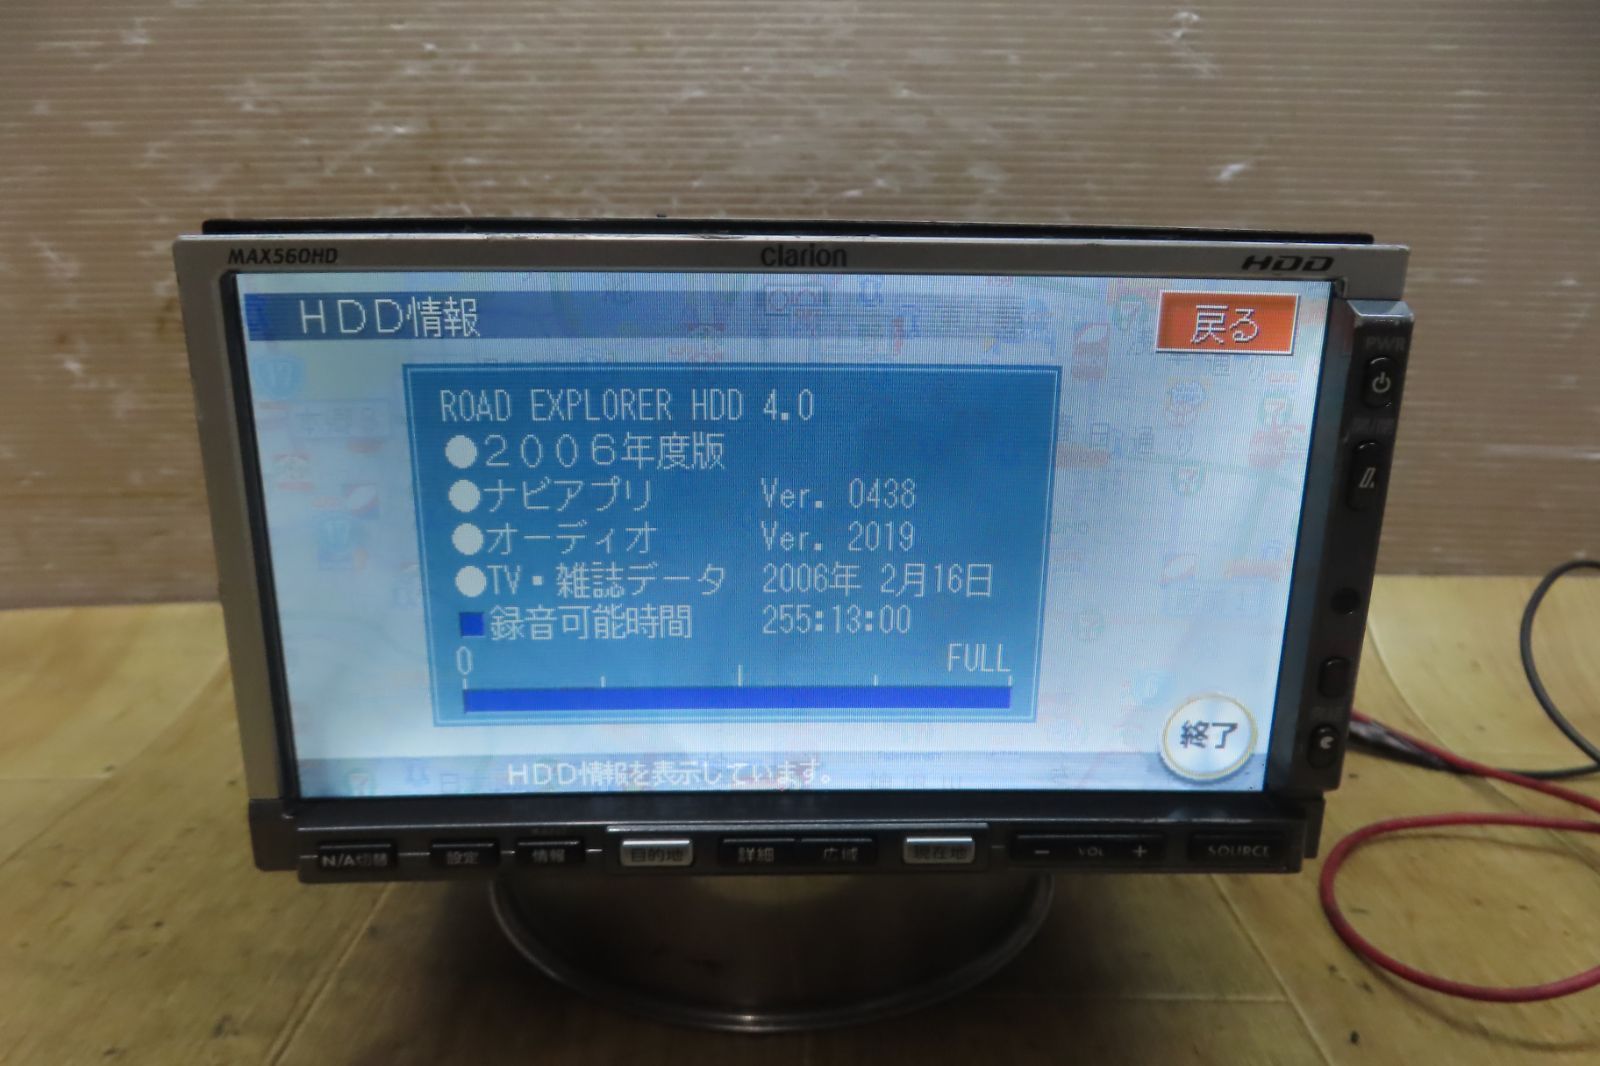 MAX560HD
Clarion
HDD
HDD情報
戻る
ROAD EXPLORER HDD 4.0
●2006年度版
●ナビアプリ Ver. 0438
●オーディオ Ver. 2019
●TV・雑誌データ 2006年 2月16日
録音可能時間 255:13:00
0 FULL
終了
HDD情報を表示しています。
PWR
N/A切替
設定
情報
目的地
詳細
広域
現在地
− VOL +
SOURCE